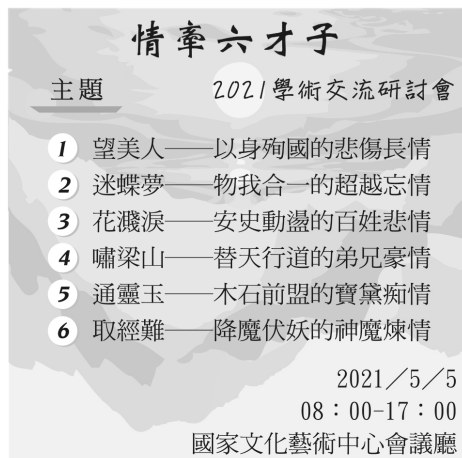 情牽六才子
主題 2021學術交流研討會
1 望美人──以身殉國的悲傷長情
2 迷蝶夢──物我合一的超越忘情
3 花濺淚──安史動盪的百姓悲情
4 嘯梁山──替天行道的弟兄豪情
5 通靈玉──木石前盟的寶黛痴情
6 取經難──降魔伏妖的神魔煉情
2021／5／5
08：00-17：00
國家文化藝術中心會議廳